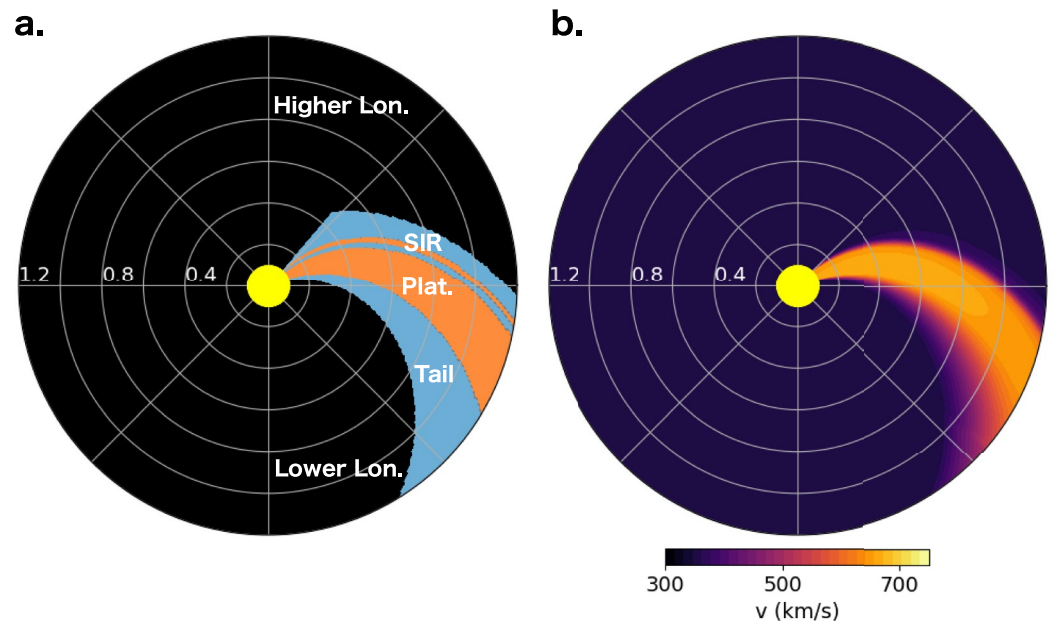 a.
b.
Higher Lon.
SIR
1.2 0.8 0.4
Plat.
Tail
Lower Lon.
1.2 0.8 0.4
300 500 700
v (km/s)